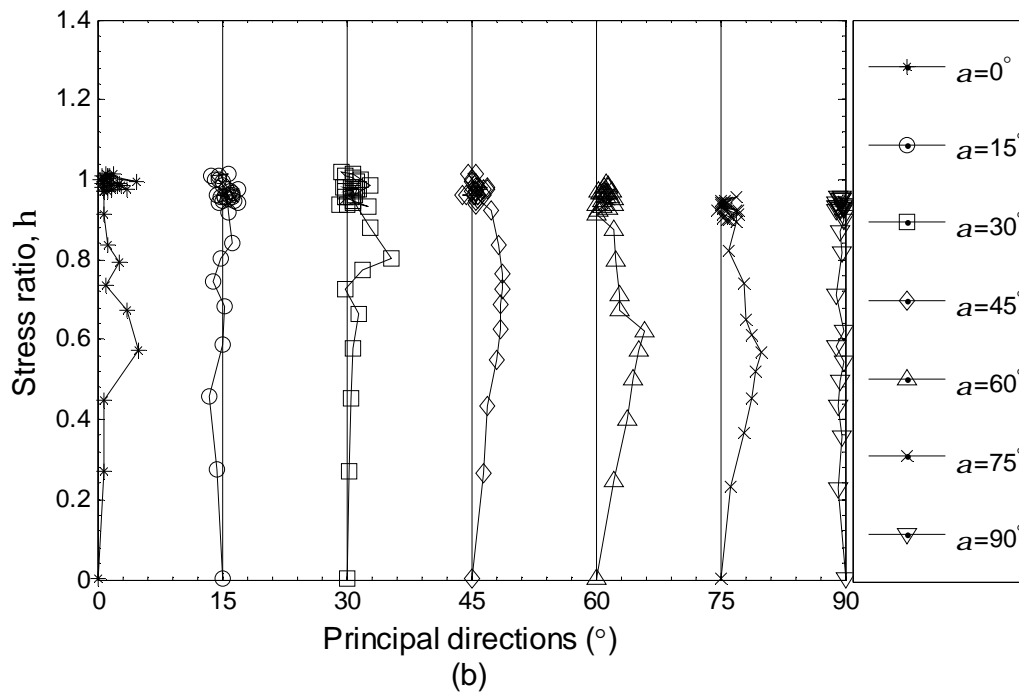 1.4
1.2
1
0.8
0.6
0.4
0.2
0
Stress ratio, h
0 15 30 45 60 75 90
Principal directions (°)
(b)
a=0°
a=15°
a=30°
a=45°
a=60°
a=75°
a=90°